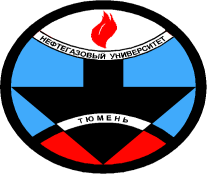 НЕФТЕГАЗОВЫЙ УНИВЕРСИТЕТ
ТЮМЕНЬ